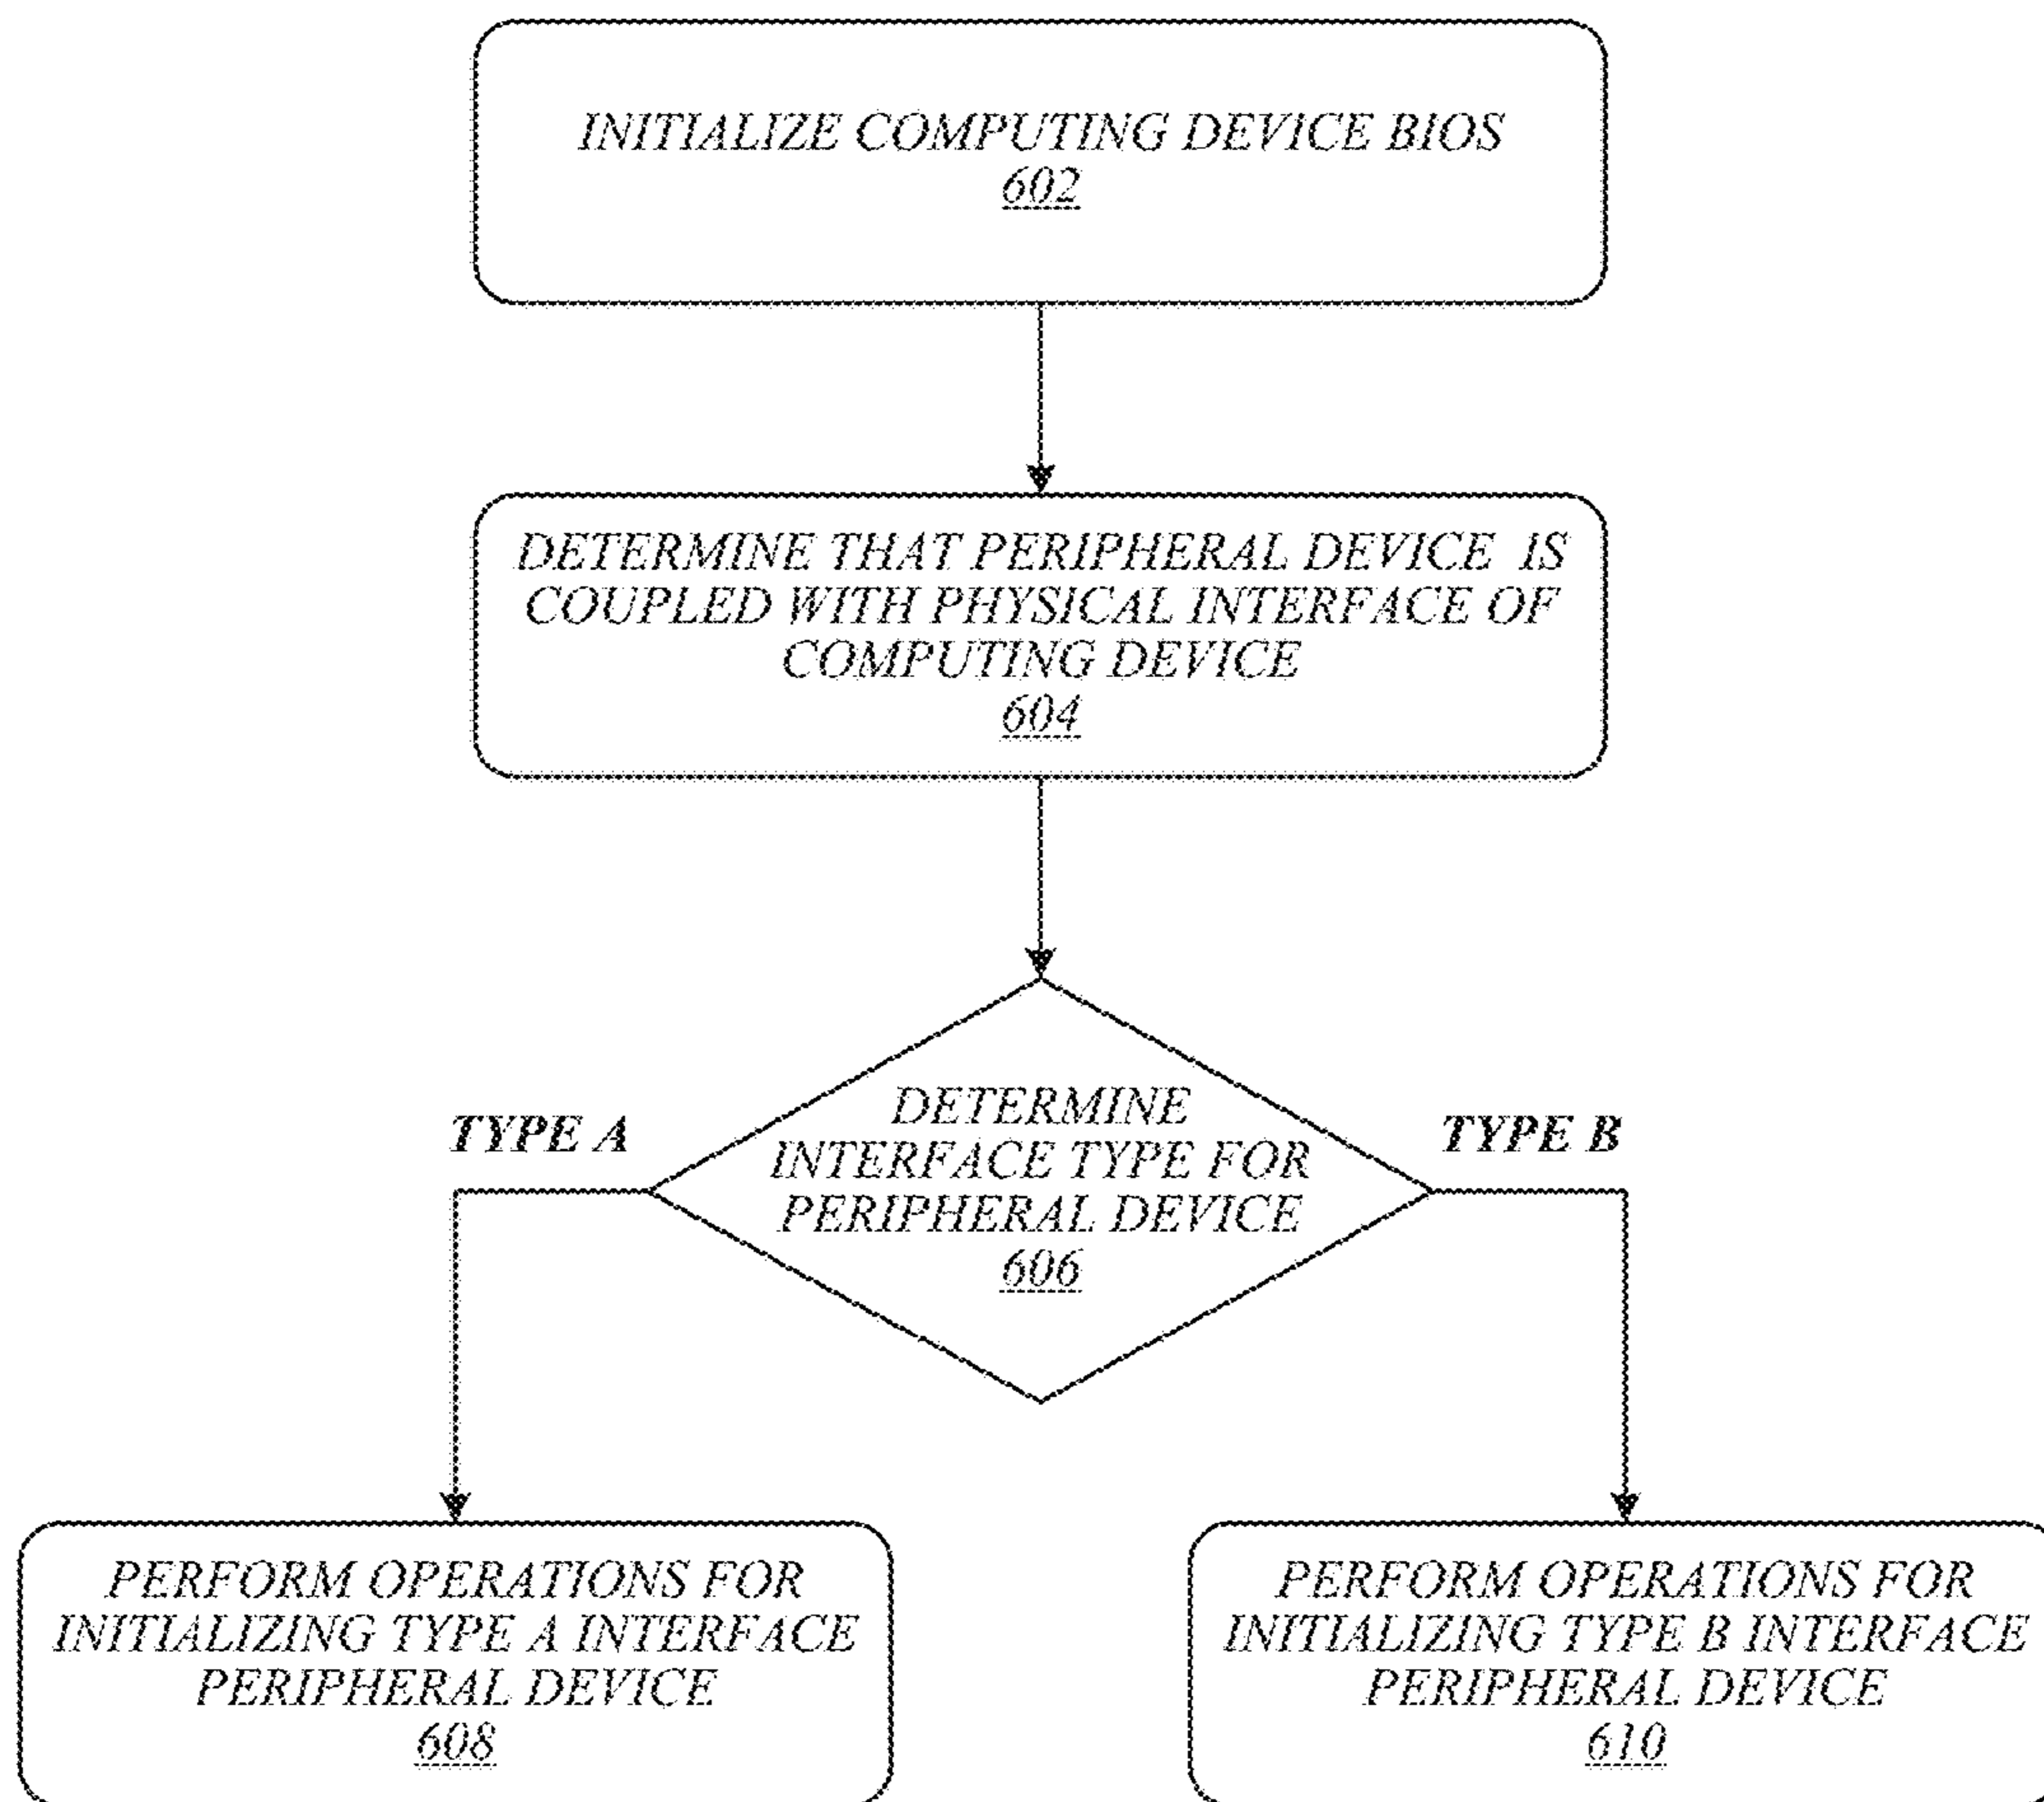 INITIALIZE COMPUTING DEVICE BIOS
602
DETERMINE THAT PERIPHERAL DEVICE IS
COUPLED WITH PHYSICAL INTERFACE OF
COMPUTING DEVICE
604
DETERMINE
INTERFACE TYPE FOR
PERIPHERAL DEVICE
606
TYPE A
TYPE B
PERFORM OPERATIONS FOR
INITIALIZING TYPE A INTERFACE
PERIPHERAL DEVICE
608
PERFORM OPERATIONS FOR
INITIALIZING TYPE B INTERFACE
PERIPHERAL DEVICE
610